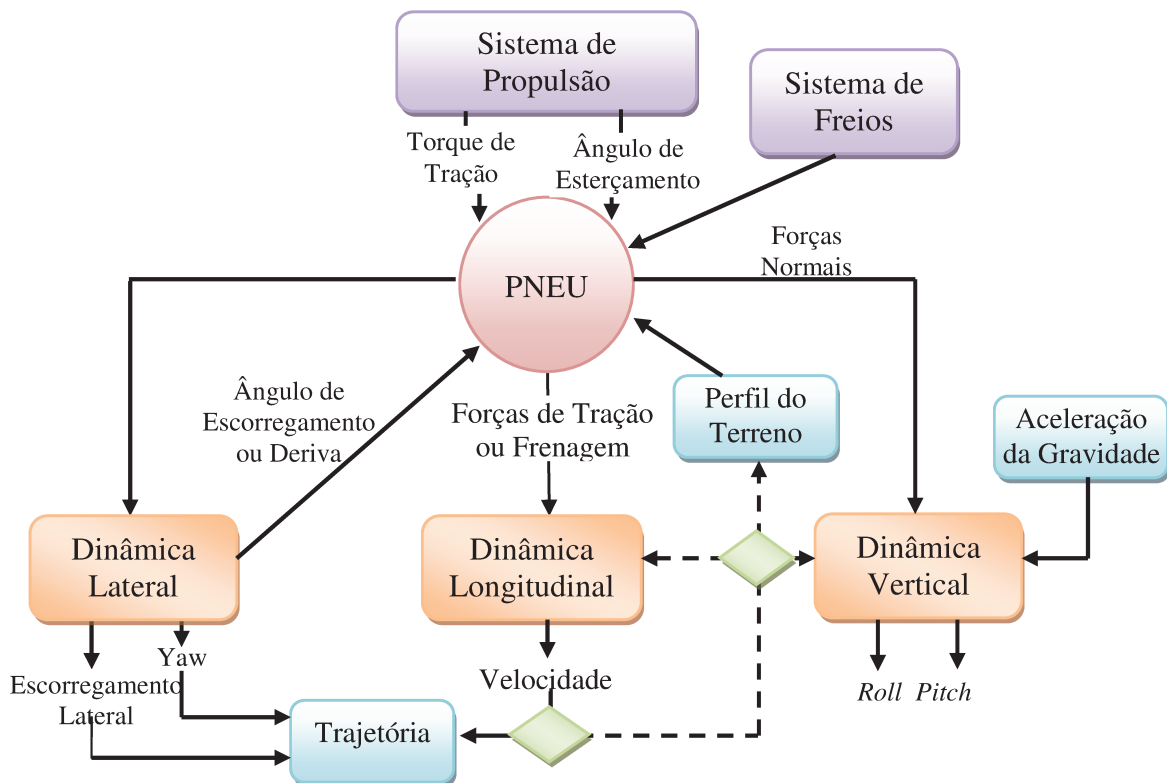 Sistema de
Propulsão
Sistema de
Freios
Torque de
Tração
Ângulo de
Esterçamento
Forças
Normais
PNEU
Ângulo de
Escorregamento
ou Deriva
Forças de Tração
ou Frenagem
Perfil do
Terreno
Aceleração
da Gravidade
Dinâmica
Lateral
Dinâmica
Longitudinal
Dinâmica
Vertical
Yaw
Escorregamento
Lateral
Velocidade
Roll Pitch
Trajetória